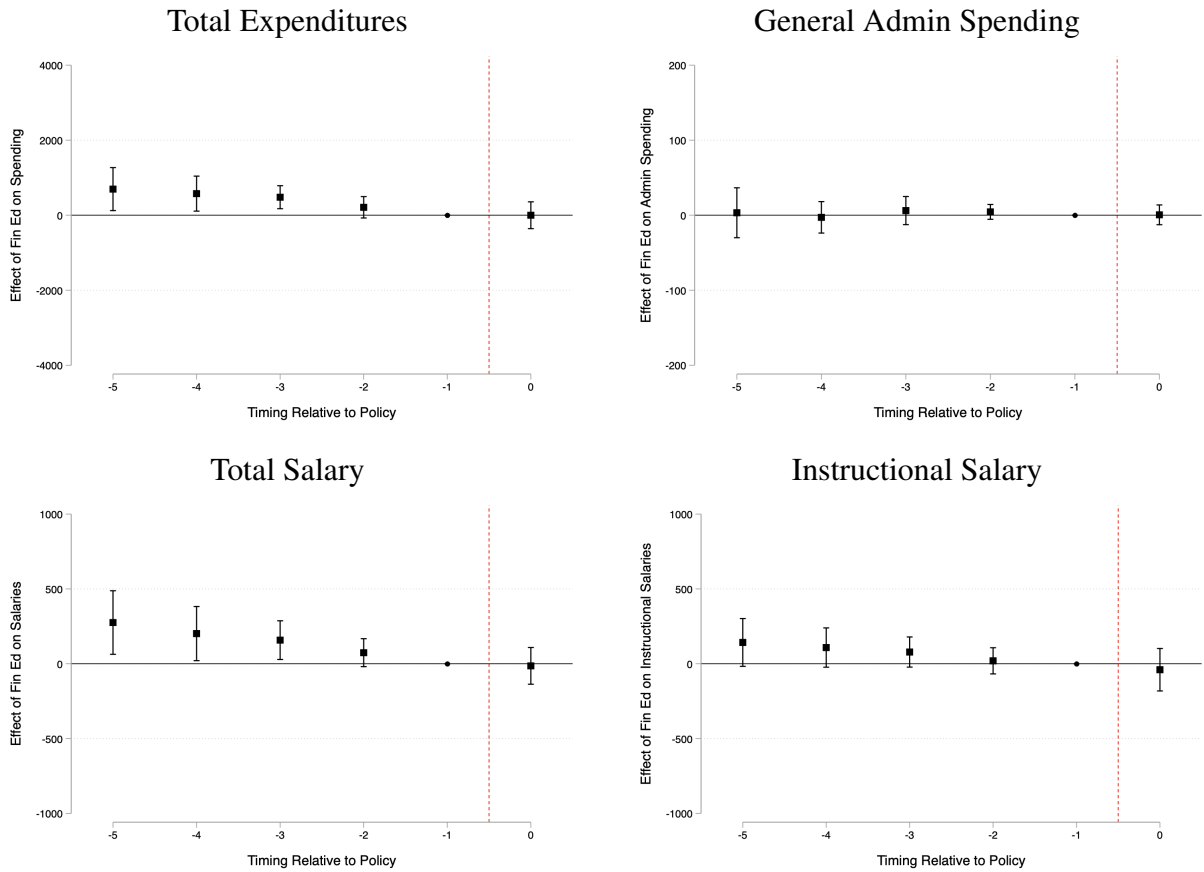 Total Expenditures
4000
2000
0
-2000
-4000
Effect of Fin Ed on Spending
-5 -4 -3 -2 -1 0
Timing Relative to Policy
General Admin Spending
200
100
0
-100
-200
Effect of Fin Ed on Admin Spending
-5 -4 -3 -2 -1 0
Timing Relative to Policy
Total Salary
1000
500
0
-500
-1000
Effect of Fin Ed on Salaries
-5 -4 -3 -2 -1 0
Timing Relative to Policy
Instructional Salary
1000
500
0
-500
-1000
Effect of Fin Ed on Instructional Salaries
-5 -4 -3 -2 -1 0
Timing Relative to Policy